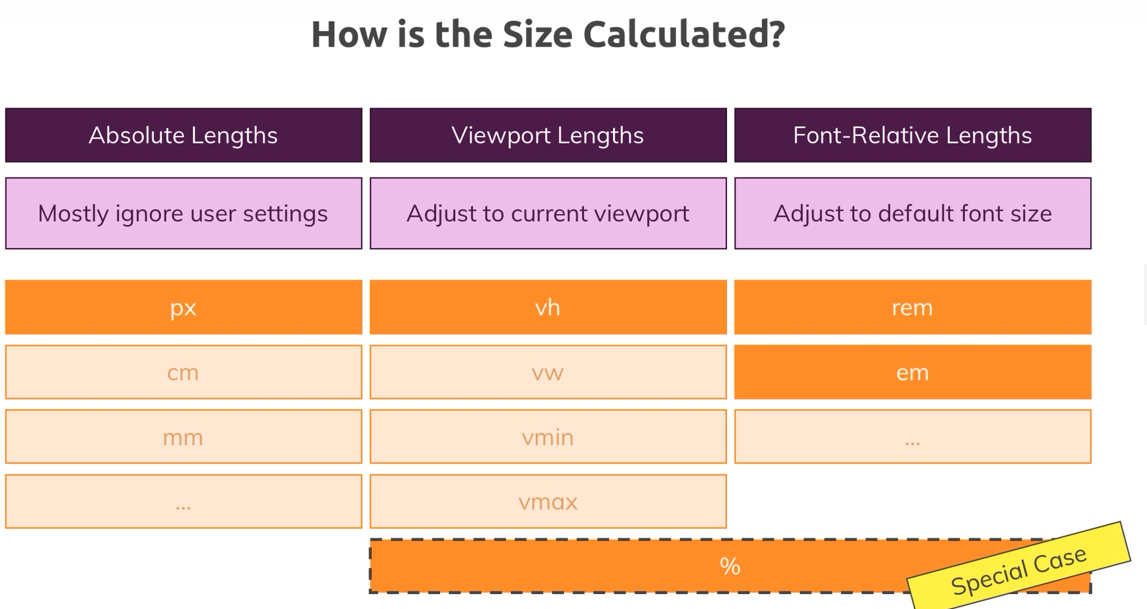 How is the Size Calculated?
Absolute Lengths
Viewport Lengths
Font-Relative Lengths
Mostly ignore user settings
Adjust to current viewport
Adjust to default font size
px
vh
rem
cm
vw
em
mm
vmin
...
...
vmax
%
Special Case